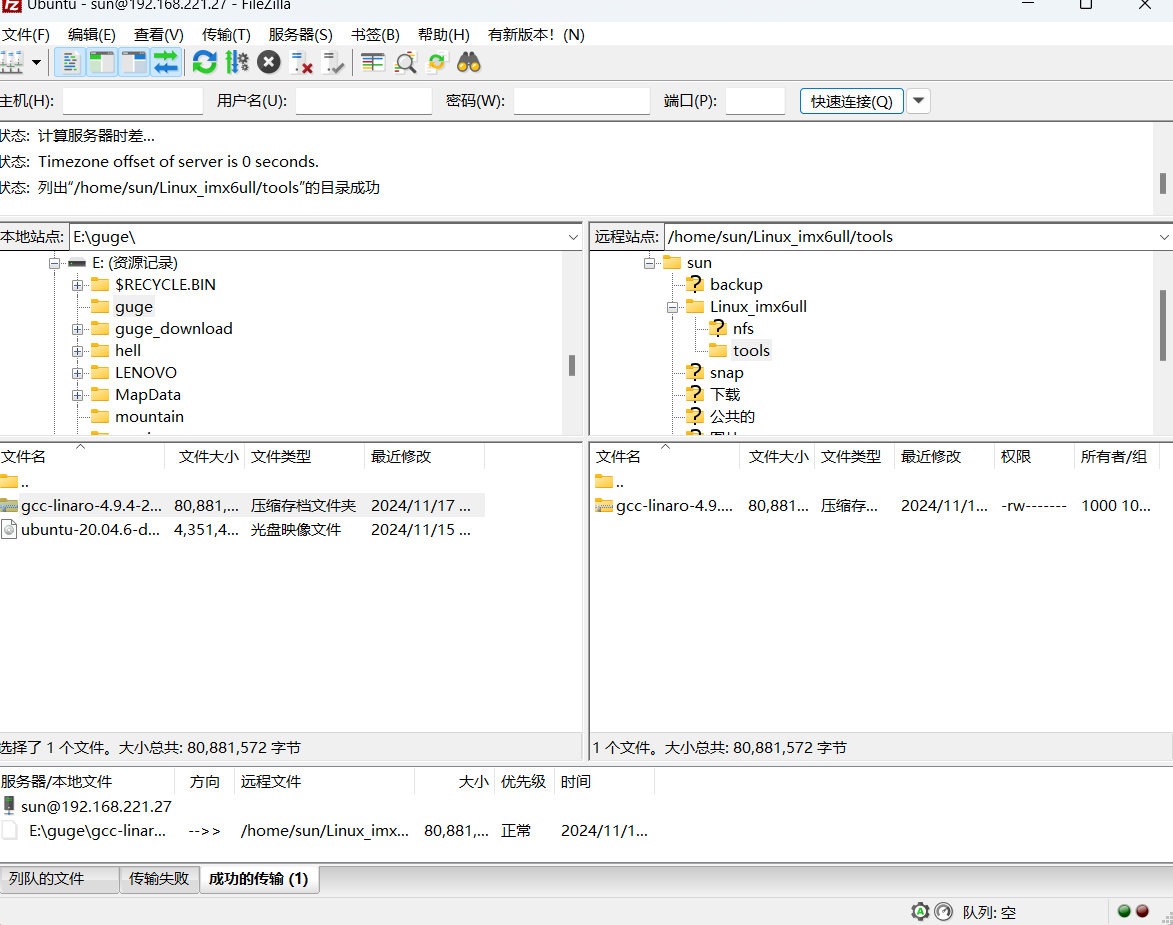 Ubuntu - sun@192.168.221.27 - FileZilla
文件(F) 编辑(E) 查看(V) 传输(T) 服务器(S) 书签(B) 帮助(H) 有新版本！(N)
主机(H): 用户名(U): 密码(W): 端口(P): 快速连接(Q)
状态: 计算服务器时差...
状态: Timezone offset of server is 0 seconds.
状态: 列出“/home/sun/Linux_imx6ull/tools”的目录成功
本地站点: E:\guge\
E: (资源记录)
$RECYCLE.BIN
guge
guge_download
hell
LENOVO
MapData
mountain
远程站点: /home/sun/Linux_imx6ull/tools
sun
backup
Linux_imx6ull
nfs
tools
snap
下载
公共的
文件名 文件大小 文件类型 最近修改
..
gcc-linaro-4.9.4-2... 80,881,... 压缩存档文件夹 2024/11/17 ...
ubuntu-20.04.6-d... 4,351,4... 光盘映像文件 2024/11/15 ...
选择了 1 个文件。大小总共: 80,881,572 字节
文件名 文件大小 文件类型 最近修改 权限 所有者/组
..
gcc-linaro-4.9.... 80,881... 压缩存... 2024/11/1... -rw------- 1000 10...
1 个文件。大小总共: 80,881,572 字节
服务器/本地文件 方向 远程文件 大小 优先级 时间
sun@192.168.221.27
E:\guge\gcc-linar... -->> /home/sun/Linux_imx... 80,881,... 正常 2024/11/1...
列队的文件 传输失败 成功的传输 (1)
队列: 空